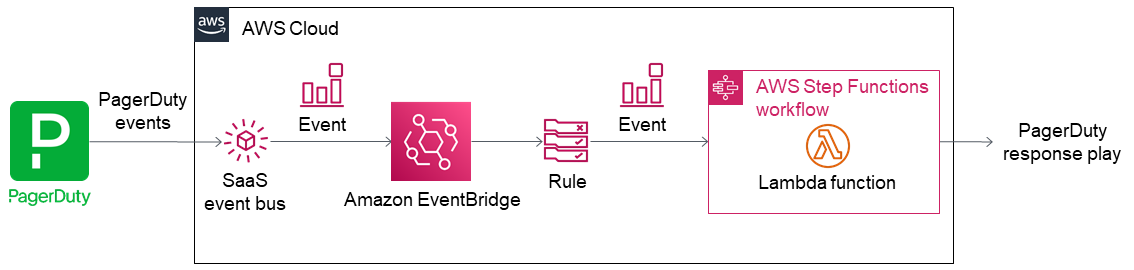 aws
AWS Cloud
PagerDuty
events
Event
Event
AWS Step Functions
workflow
P
PagerDuty
SaaS
event bus
Amazon EventBridge
Rule
Lambda function
PagerDuty
response play